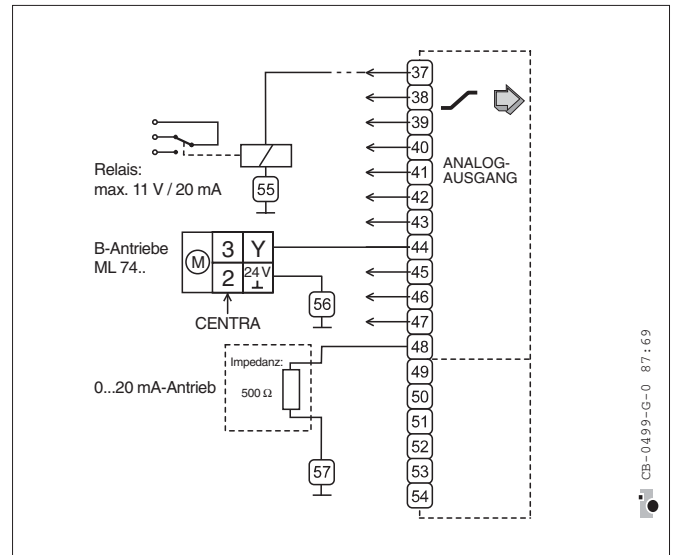 37
38
39
40
41
42
43
44
45
46
47
48
49
50
51
52
53
54
ANALOG-
AUSGANG
Relais:
max. 11 V / 20 mA
55
B-Antriebe
ML 74..
M
3 Y
2 24 V
56
CENTRA
0...20 mA-Antrieb
Impedanz:
500 Ω
57
CB-0499-G-0 87:69